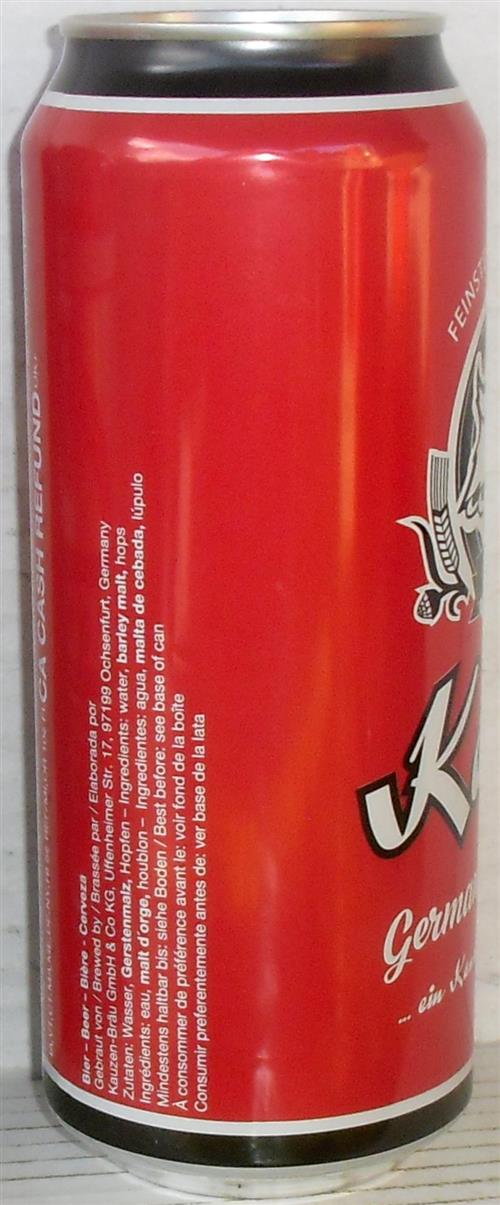 CA CASH REFUND
Bier – Beer – Bière - Cerveza
Gebraut von / Brewed by / Brassée par / Elaborada por
Kauzen-Bräu GmbH & Co KG, Uffenheimer Str. 17, 97199 Ochsenfurt, Germany
Zutaten: Wasser, Gerstenmalz, Hopfen – Ingredients: water, barley malt, hops
Ingrédients: eau, malt d'orge, houblon – Ingredientes: agua, malta de cebada, lúpulo
Mindestens haltbar bis: siehe Boden / Best before: see base of can
À consommer de préférence avant le: voir fond de la boîte
Consumir preferentemente antes de: ver base de la lata
FEINST
K
Germa
... ein